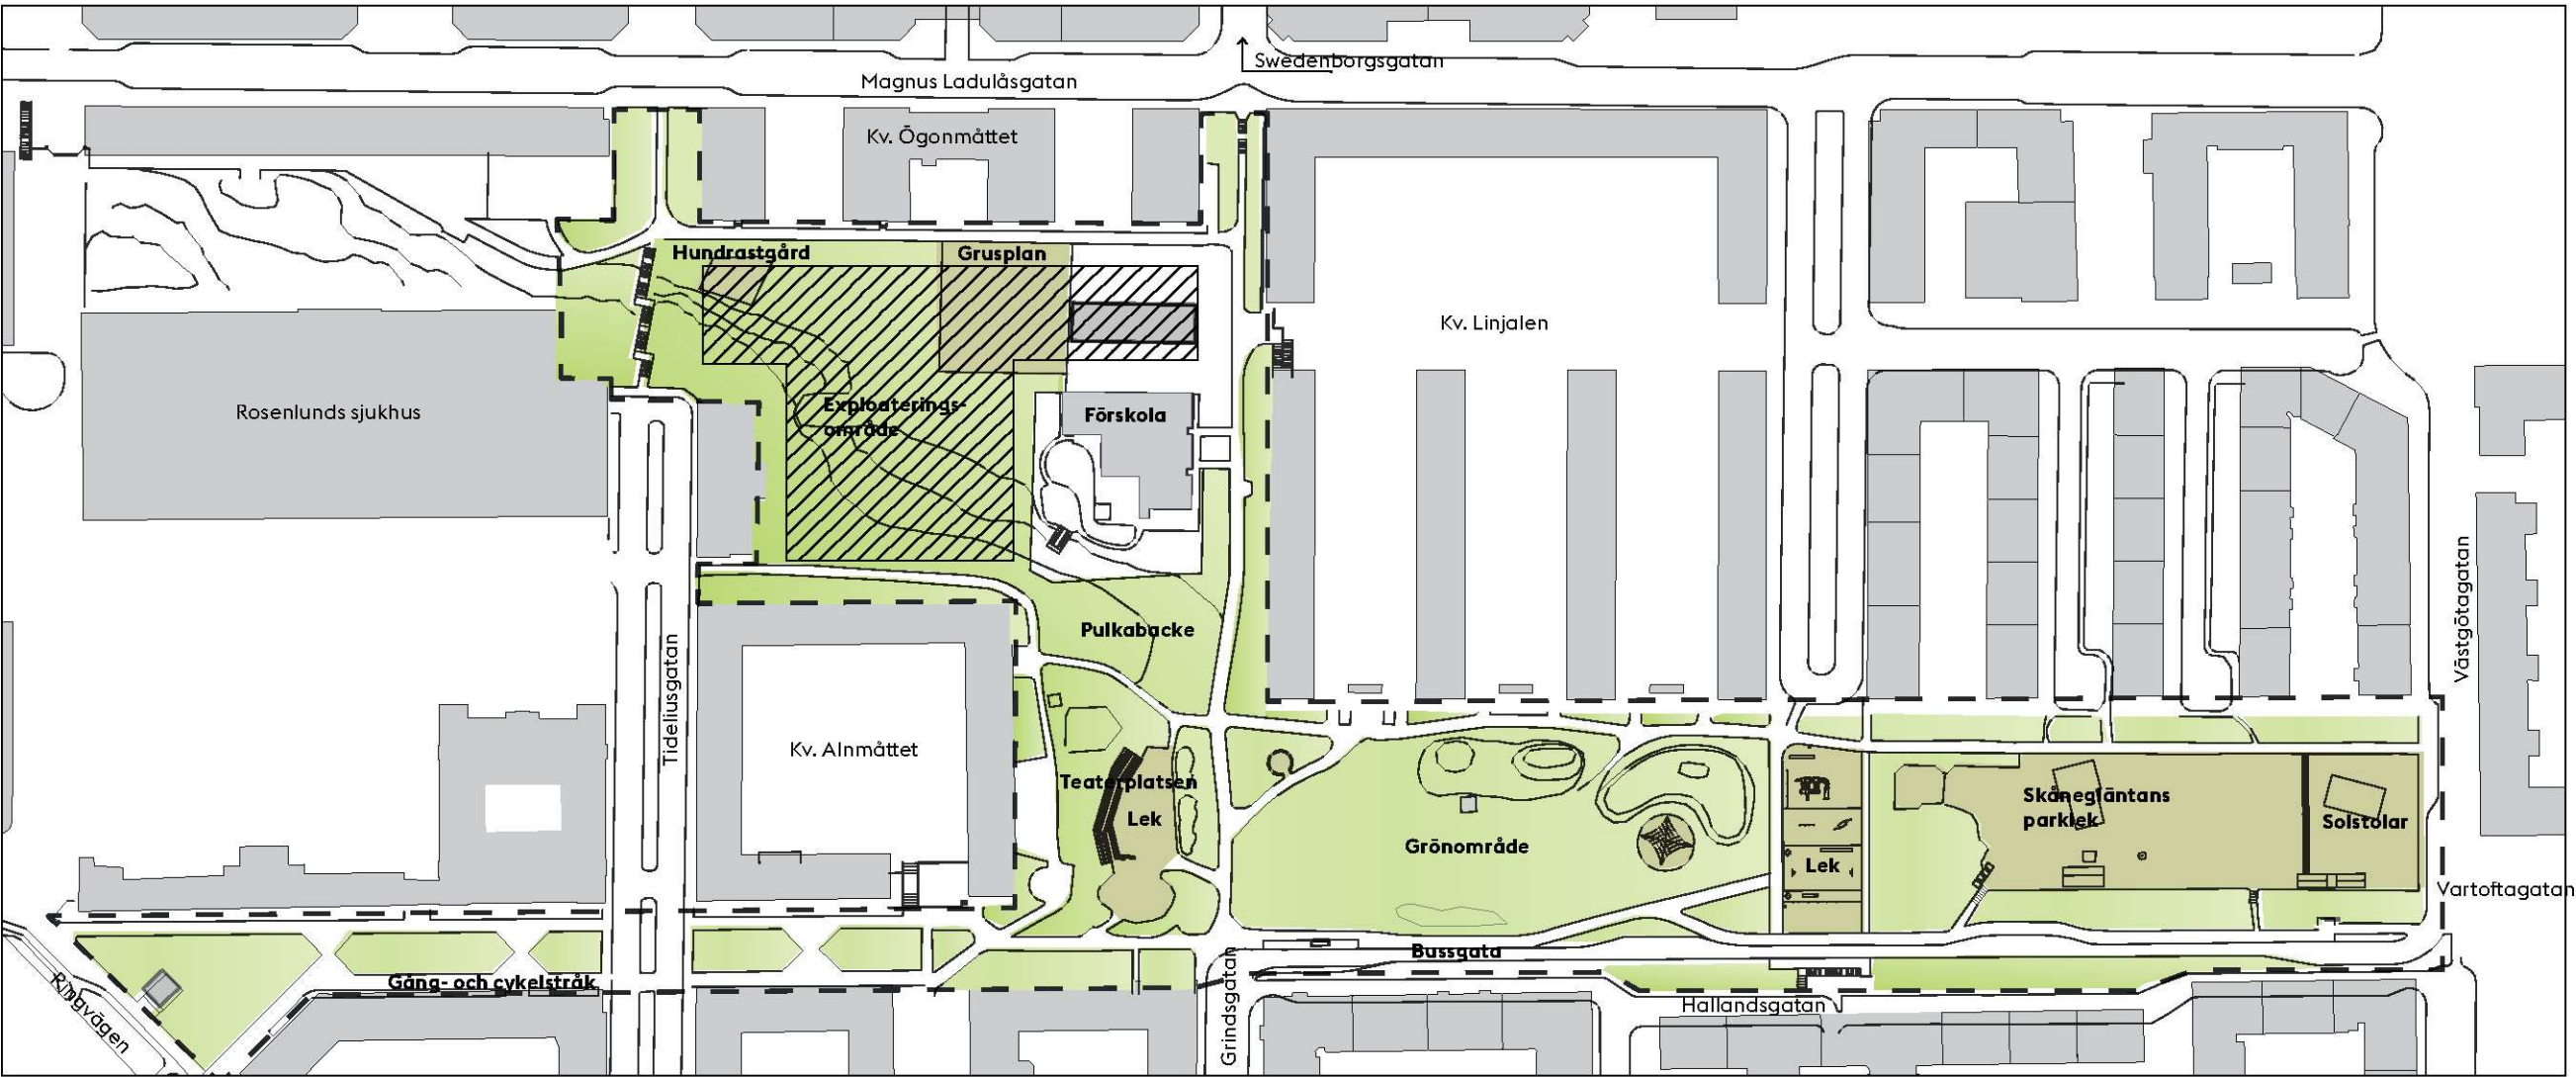 Swedenborgsgatan
Magnus Ladulåsgatan
Kv. Ögonmåttet
Hundrastgård
Grusplan
Kv. Linjalen
Rosenlunds sjukhus
Exploaterings-
område
Förskola
Västgötagatan
Pulkabacke
Tideliusgatan
Kv. Alnmåttet
Teaterplatsen
Lek
Grönområde
Lek
Skånegläntans
parklek
Solstolar
Vartoftagatan
Bussgata
Gång- och cykelstråk
Ringvägen
Grindsgatan
Hallandsgatan